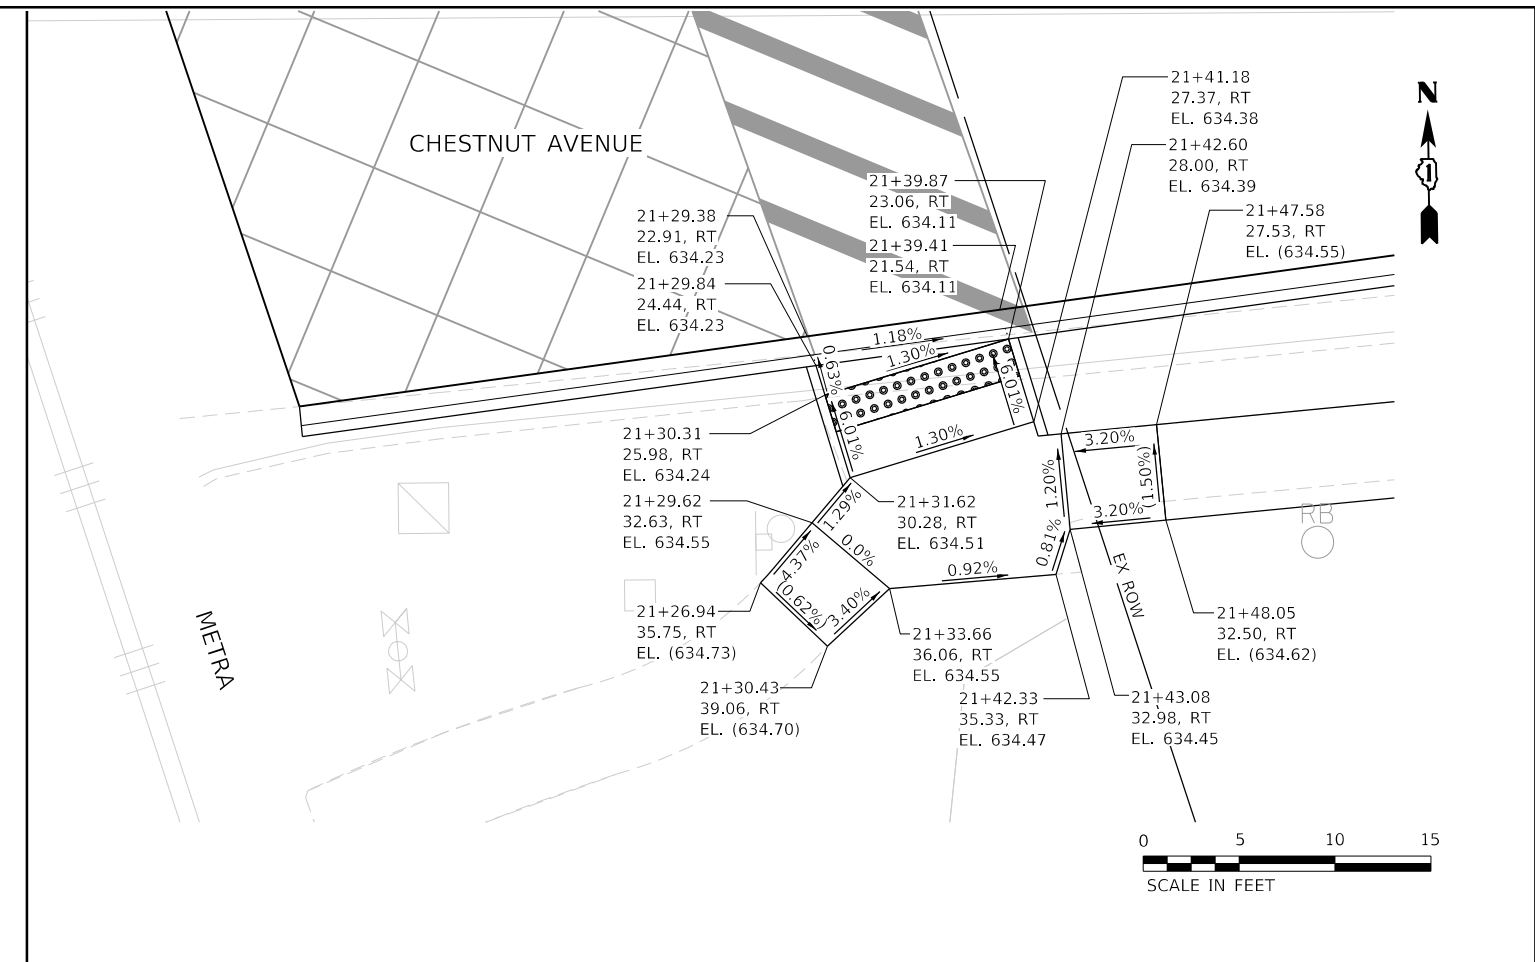 21+41.18
27.37, RT
EL. 634.38
N
1
CHESTNUT AVENUE
21+42.60
28.00, RT
EL. 634.39
21+39.87
23.06, RT
EL. 634.11
21+29.38
22.91, RT
EL. 634.23
21+47.58
27.53, RT
EL. (634.55)
21+39.41
21.54, RT
EL. 634.11
21+29.84
24.44, RT
EL. 634.23
1.18%
1.30%
0.63%
6.01%
6.01%
1.30%
21+30.31
25.98, RT
EL. 634.24
3.20%
(1.50%)
1.20%
21+29.62
32.63, RT
EL. 634.55
1.29%
21+31.62
30.28, RT
EL. 634.51
3.20%
RB
0.0%
4.37%
0.81%
0.92%
EX ROW
(0.62%)
3.40%
METRA
21+26.94
35.75, RT
EL. (634.73)
21+33.66
36.06, RT
EL. 634.55
21+48.05
32.50, RT
EL. (634.62)
21+30.43
39.06, RT
EL. (634.70)
21+42.33
35.33, RT
EL. 634.47
21+43.08
32.98, RT
EL. 634.45
0 5 10 15
SCALE IN FEET